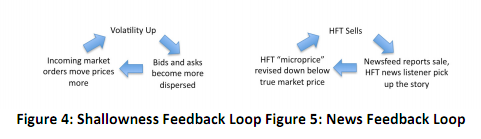 Volatility Up
Incoming market
orders move prices
more
Bids and asks
become more
dispersed
HFT Sells
HFT "microprice"
revised down below
true market price
Newsfeed reports sale,
HFT news listener pick
up the story
Figure 4: Shallowness Feedback Loop Figure 5: News Feedback Loop